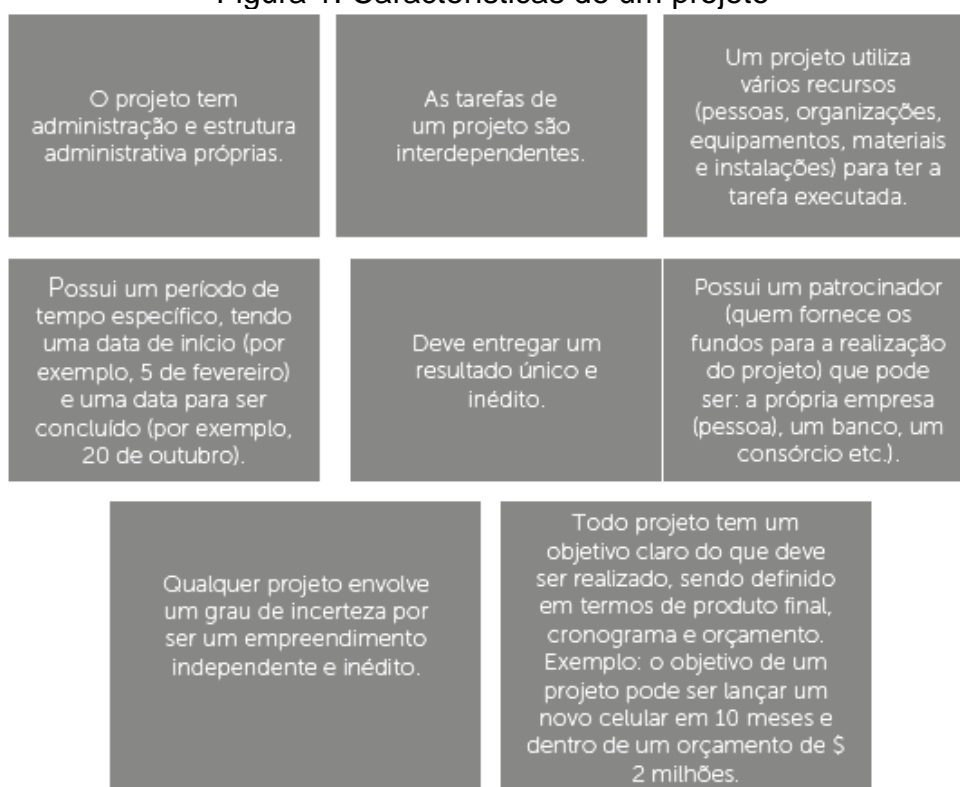 Figura 1: Características de um projeto
O projeto tem
administração e estrutura
administrativa próprias.
As tarefas de
um projeto são
interdependentes.
Um projeto utiliza
vários recursos
(pessoas, organizações,
equipamentos, materiais
e instalações) para ter a
tarefa executada.
Possui um período de
tempo específico, tendo
uma data de início (por
exemplo, 5 de fevereiro)
e uma data para ser
concluído (por exemplo,
20 de outubro).
Deve entregar um
resultado único e
inédito.
Possui um patrocinador
(quem fornece os
fundos para a realização
do projeto) que pode
ser: a própria empresa
(pessoa), um banco, um
consórcio etc.).
Qualquer projeto envolve
um grau de incerteza por
ser um empreendimento
independente e inédito.
Todo projeto tem um
objetivo claro do que deve
ser realizado, sendo definido
em termos de produto final,
cronograma e orçamento.
Exemplo: o objetivo de um
projeto pode ser lançar um
novo celular em 10 meses e
dentro de um orçamento de $
2 milhões.